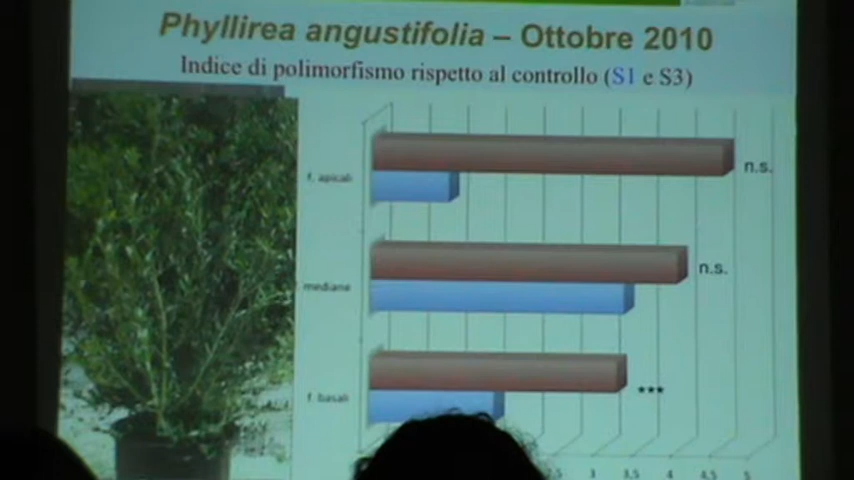 Phyllirea angustifolia – Ottobre 2010
Indice di polimorfismo rispetto al controllo (S1 e S3)
n.s.
f. apicali
n.s.
mediane
***
f. basali
3 3.5 4 4.5 5